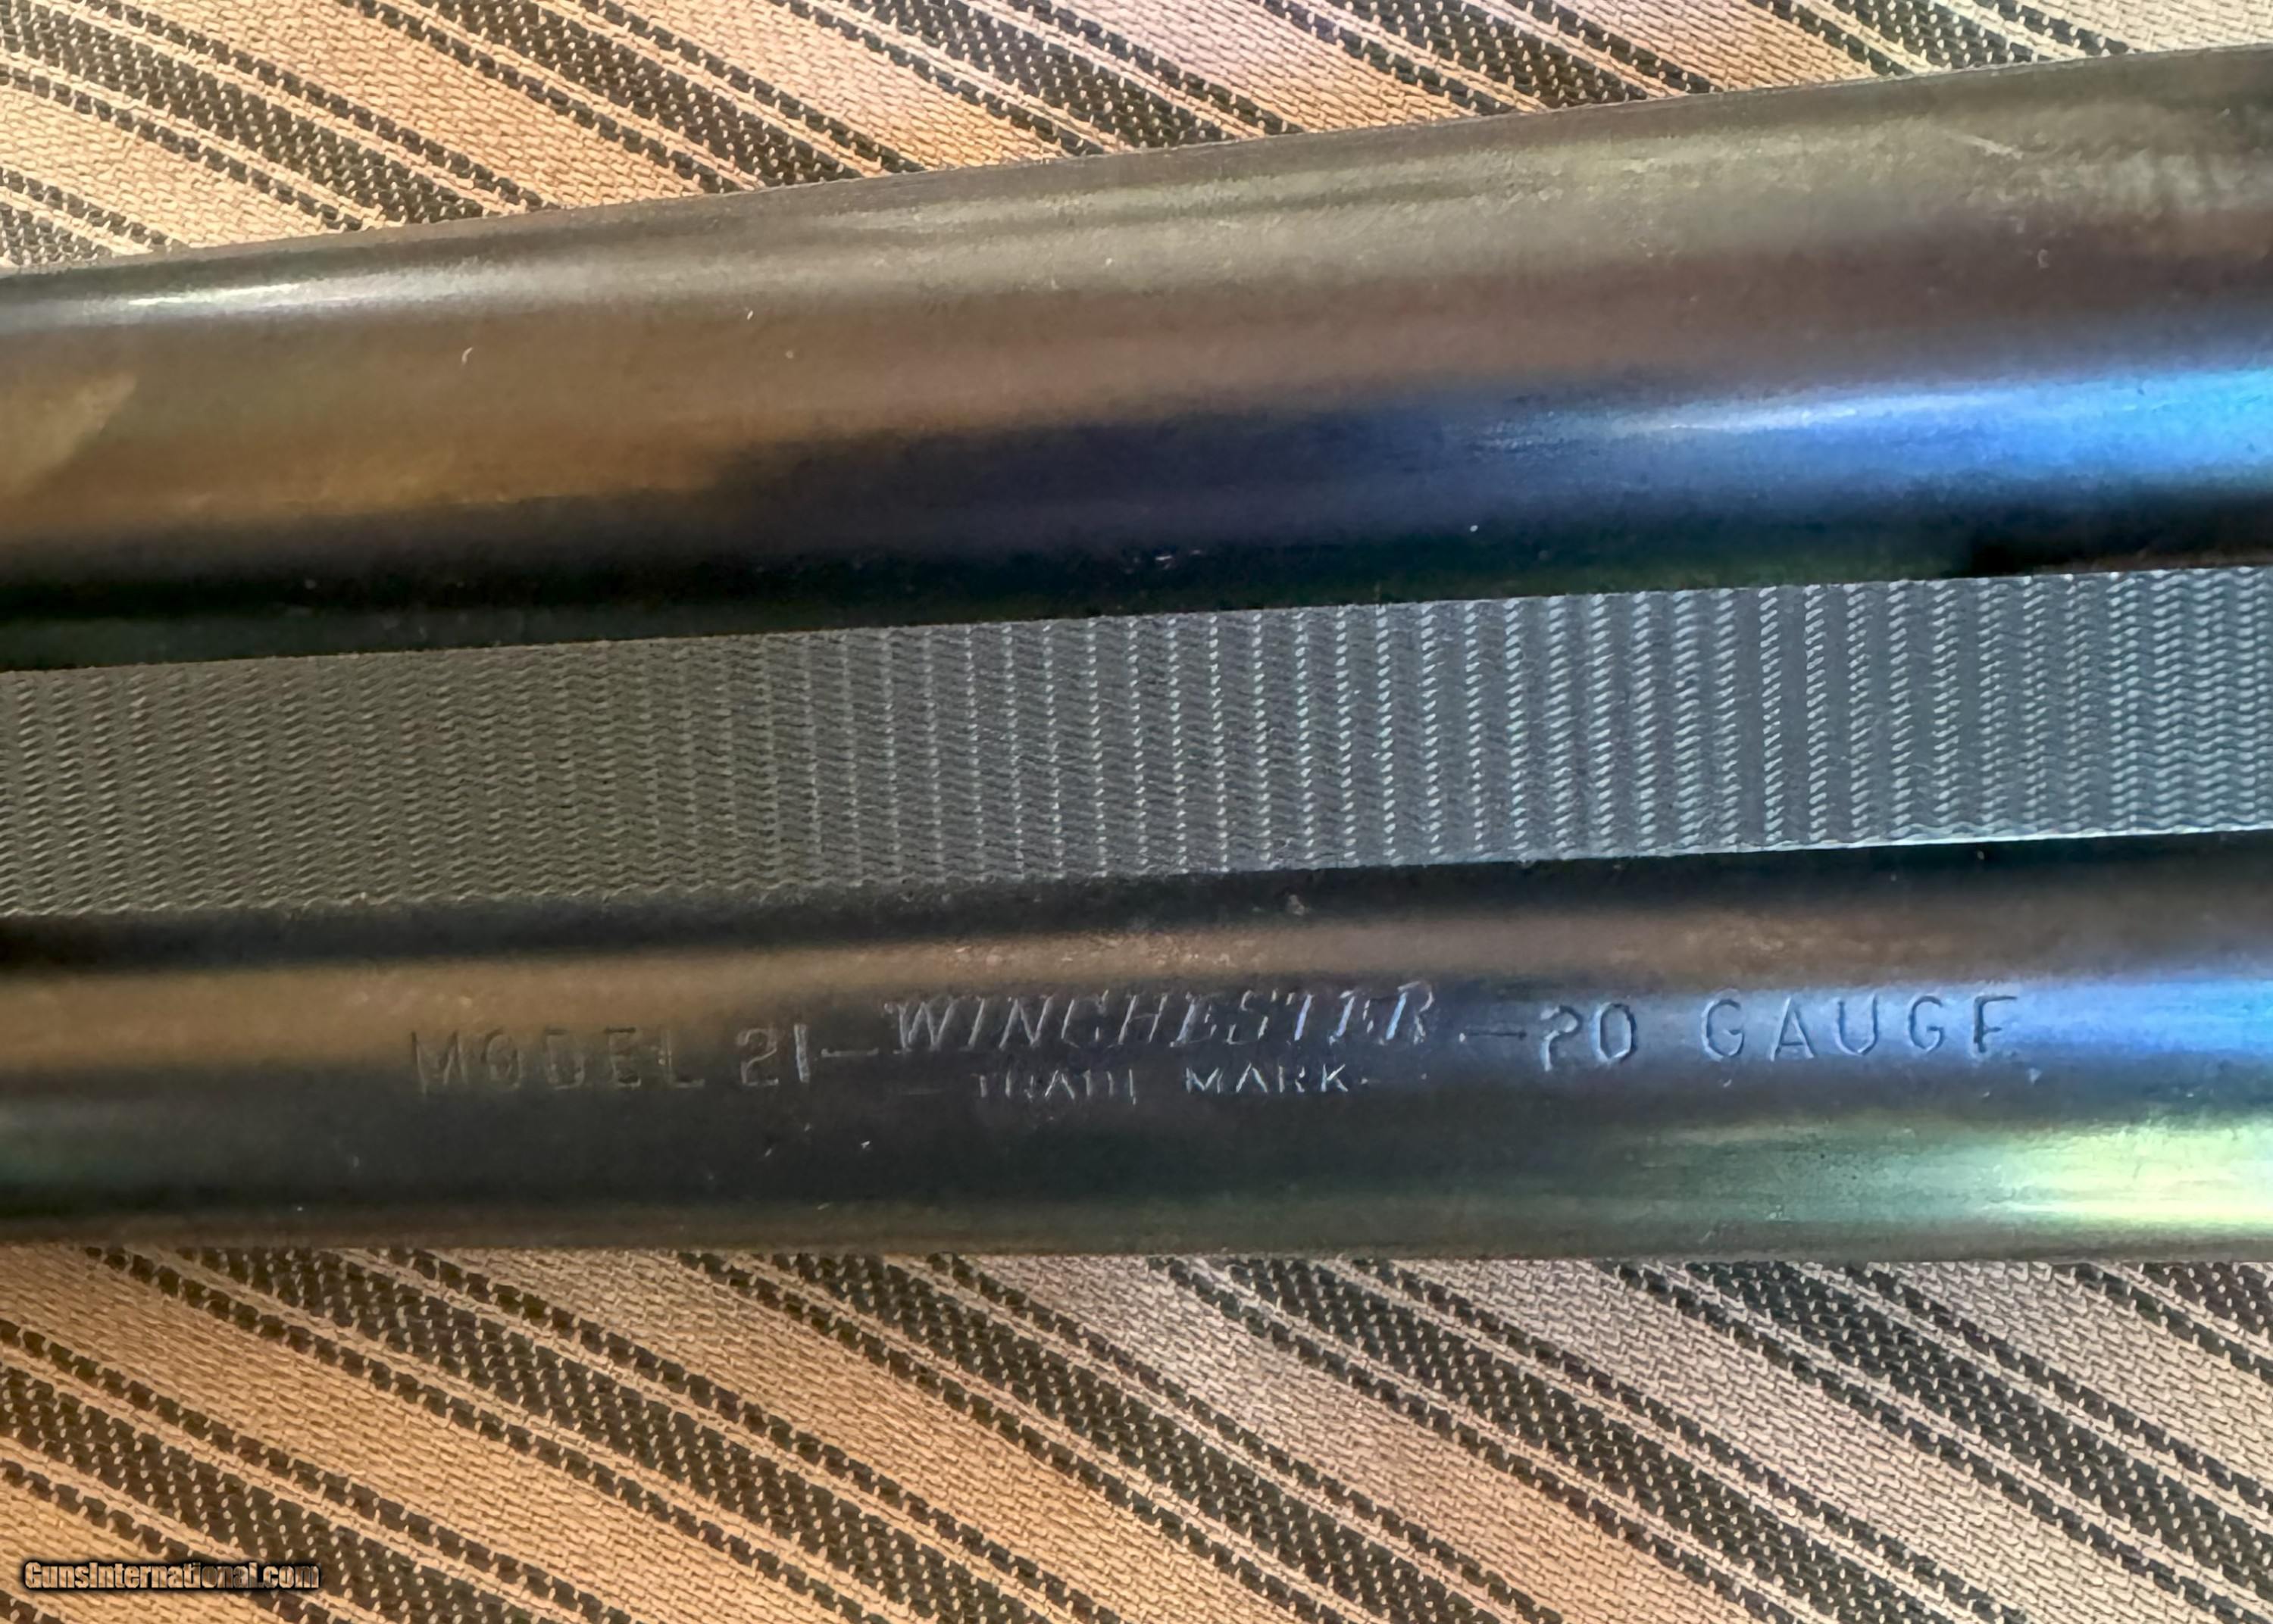 MODEL 21-WINCHESTER-20 GAUGE
TRADE MARK
GunsInternational.com